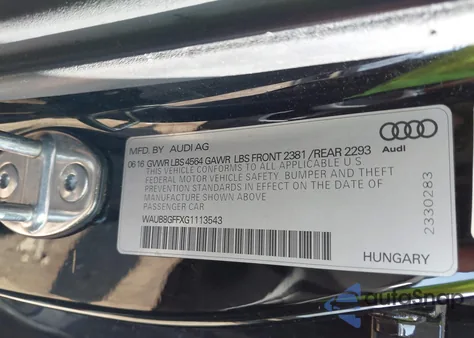 MFD. BY AUDI AG
06 16 GVWR LBS 4564 GAWR LBS FRONT 2381 / REAR 2293
THIS VEHICLE CONFORMS TO ALL APPLICABLE U S
FEDERAL MOTOR VEHICLE SAFETY, BUMPER AND THEFT
PREVENTION STANDARDS IN EFFECT ON THE DATE OF
MANUFACTURE SHOWN ABOVE
PASSENGER CAR
WAUB8GFFXG1113543
Audi
2330283
HUNGARY
autoSnap